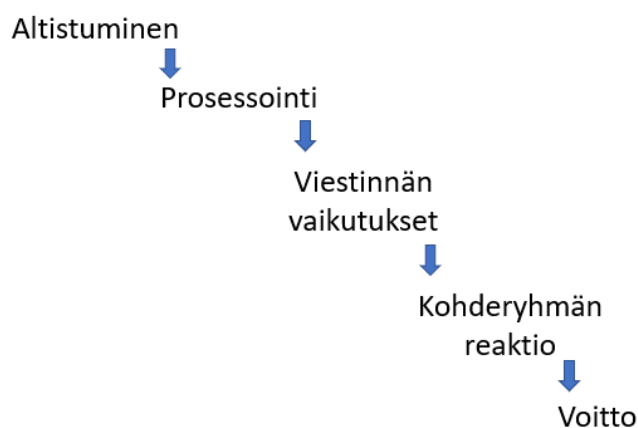 Altistuminen
Prosessointi
Viestinnän
vaikutukset
Kohderyhmän
reaktio
Voitto